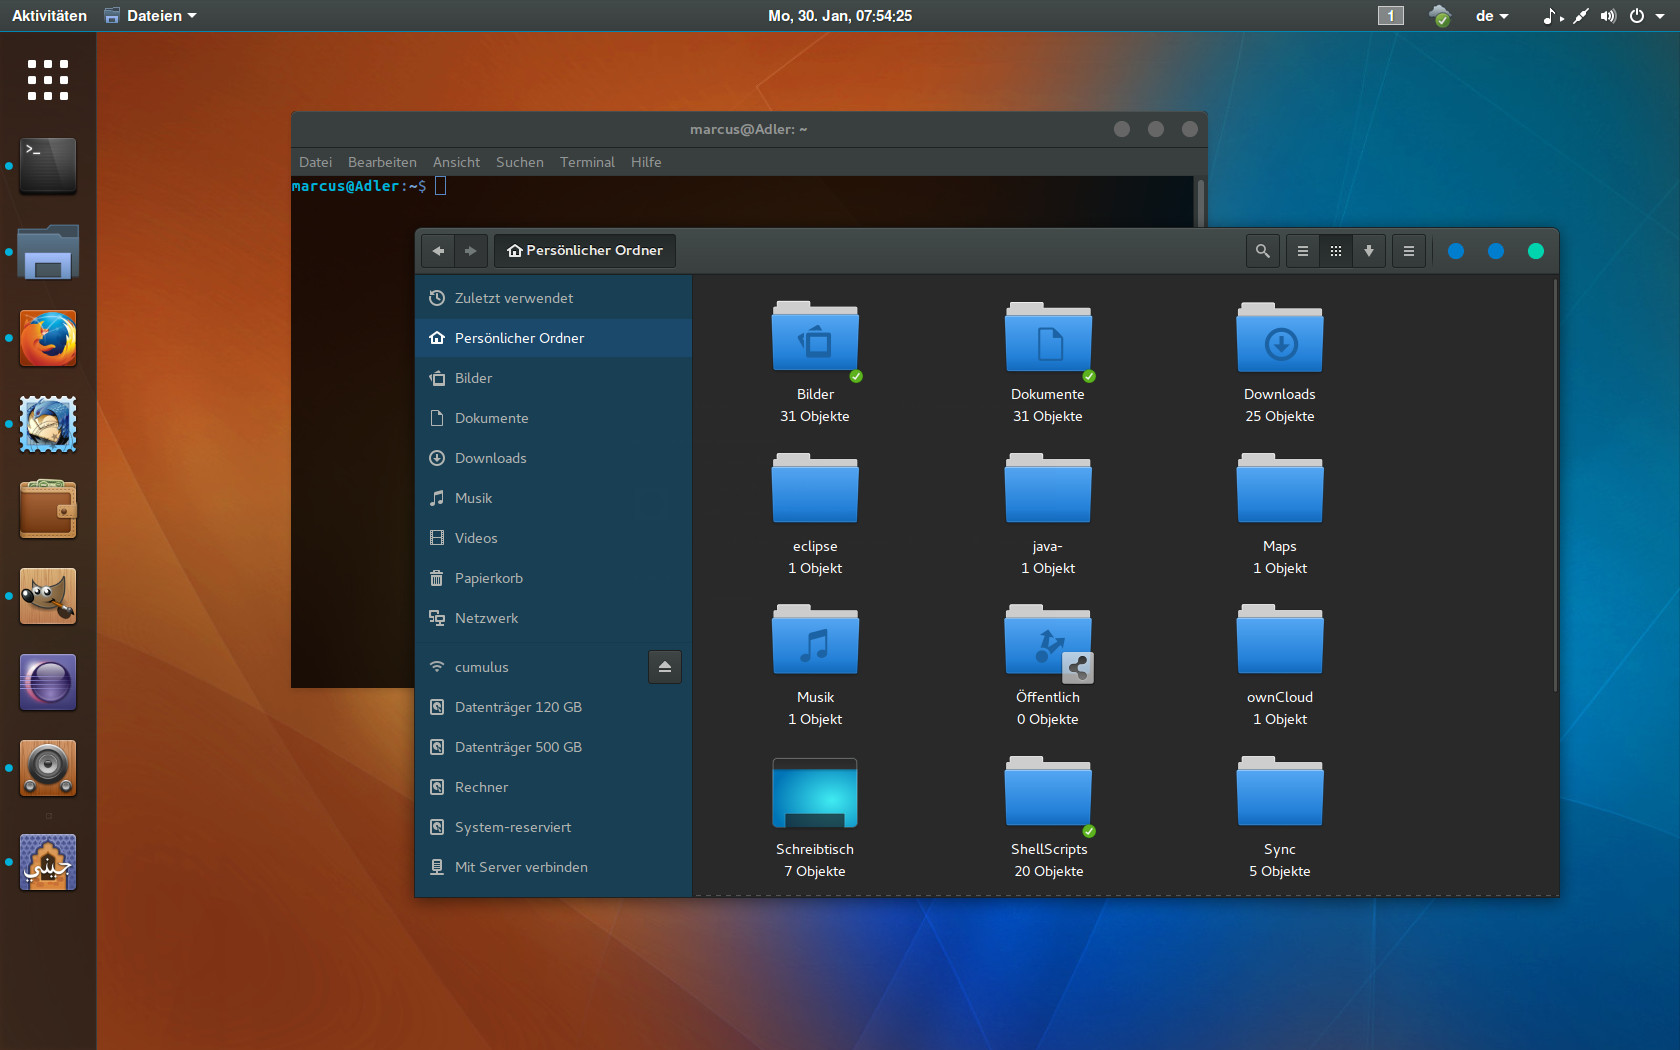 Aktivitäten Dateien Mo, 30. Jan, 07:54:25 1 de
marcus@Adler: ~
Datei Bearbeiten Ansicht Suchen Terminal Hilfe
marcus@Adler:~$
Persönlicher Ordner
Zuletzt verwendet
Persönlicher Ordner
Bilder
Dokumente
Downloads
Musik
Videos
Papierkorb
Netzwerk
cumulus
Datenträger 120 GB
Datenträger 500 GB
Rechner
System-reserviert
Mit Server verbinden
Bilder Dokumente Downloads
31 Objekte 31 Objekte 25 Objekte
eclipse java- Maps
1 Objekt 1 Objekt 1 Objekt
Musik Öffentlich ownCloud
1 Objekt 0 Objekte 1 Objekt
Schreibtisch ShellScripts Sync
7 Objekte 20 Objekte 5 Objekte
>_
جيني